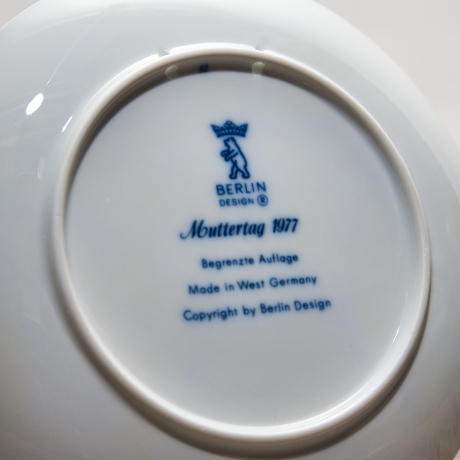 BERLIN
DESIGN ®
Muttertag 1977
Begrenzte Auflage
Made in West Germany
Copyright by Berlin Design